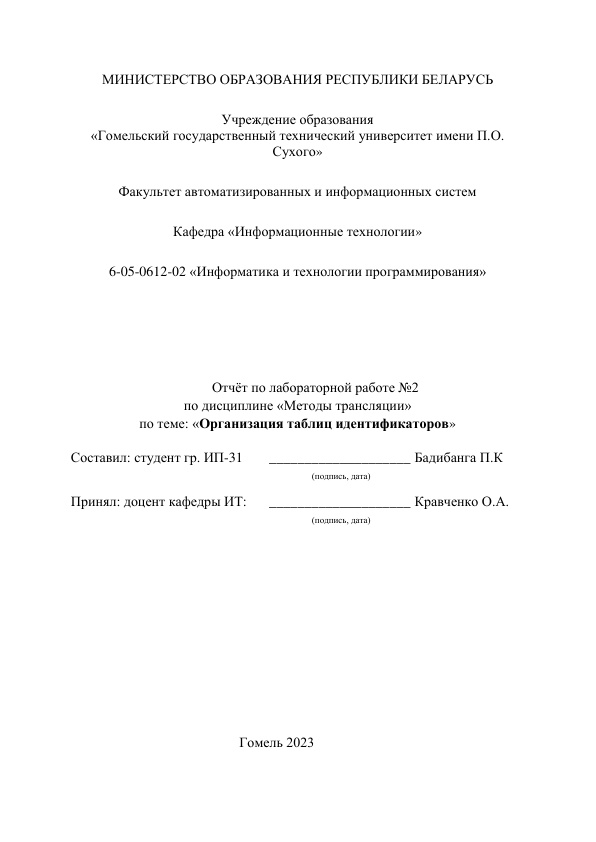 МИНИСТЕРСТВО ОБРАЗОВАНИЯ РЕСПУБЛИКИ БЕЛАРУСЬ
Учреждение образования
«Гомельский государственный технический университет имени П.О.
Сухого»
Факультет автоматизированных и информационных систем
Кафедра «Информационные технологии»
6-05-0612-02 «Информатика и технологии программирования»
Отчёт по лабораторной работе №2
по дисциплине «Методы трансляции»
по теме: «Организация таблиц идентификаторов»
Составил: студент гр. ИП-31 ____________________ Бадибанга П.К
(подпись, дата)
Принял: доцент кафедры ИТ: ____________________ Кравченко О.А.
(подпись, дата)
Гомель 2023